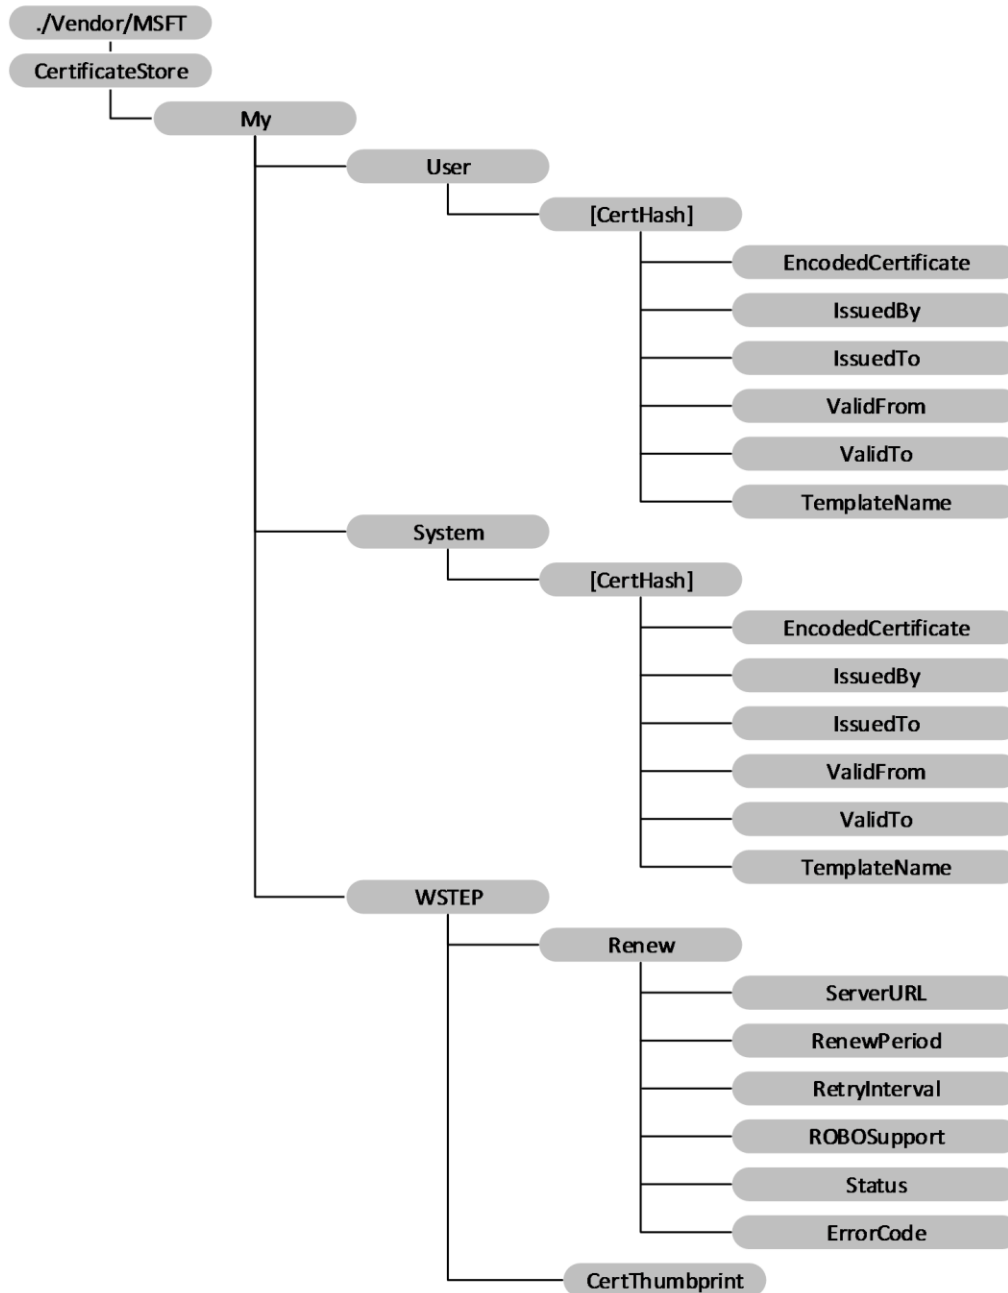 ./Vendor/MSFT
CertificateStore
My
User
[CertHash]
EncodedCertificate
IssuedBy
IssuedTo
ValidFrom
ValidTo
TemplateName
System
[CertHash]
EncodedCertificate
IssuedBy
IssuedTo
ValidFrom
ValidTo
TemplateName
WSTEP
Renew
ServerURL
RenewPeriod
RetryInterval
ROBOSupport
Status
ErrorCode
CertThumbprint